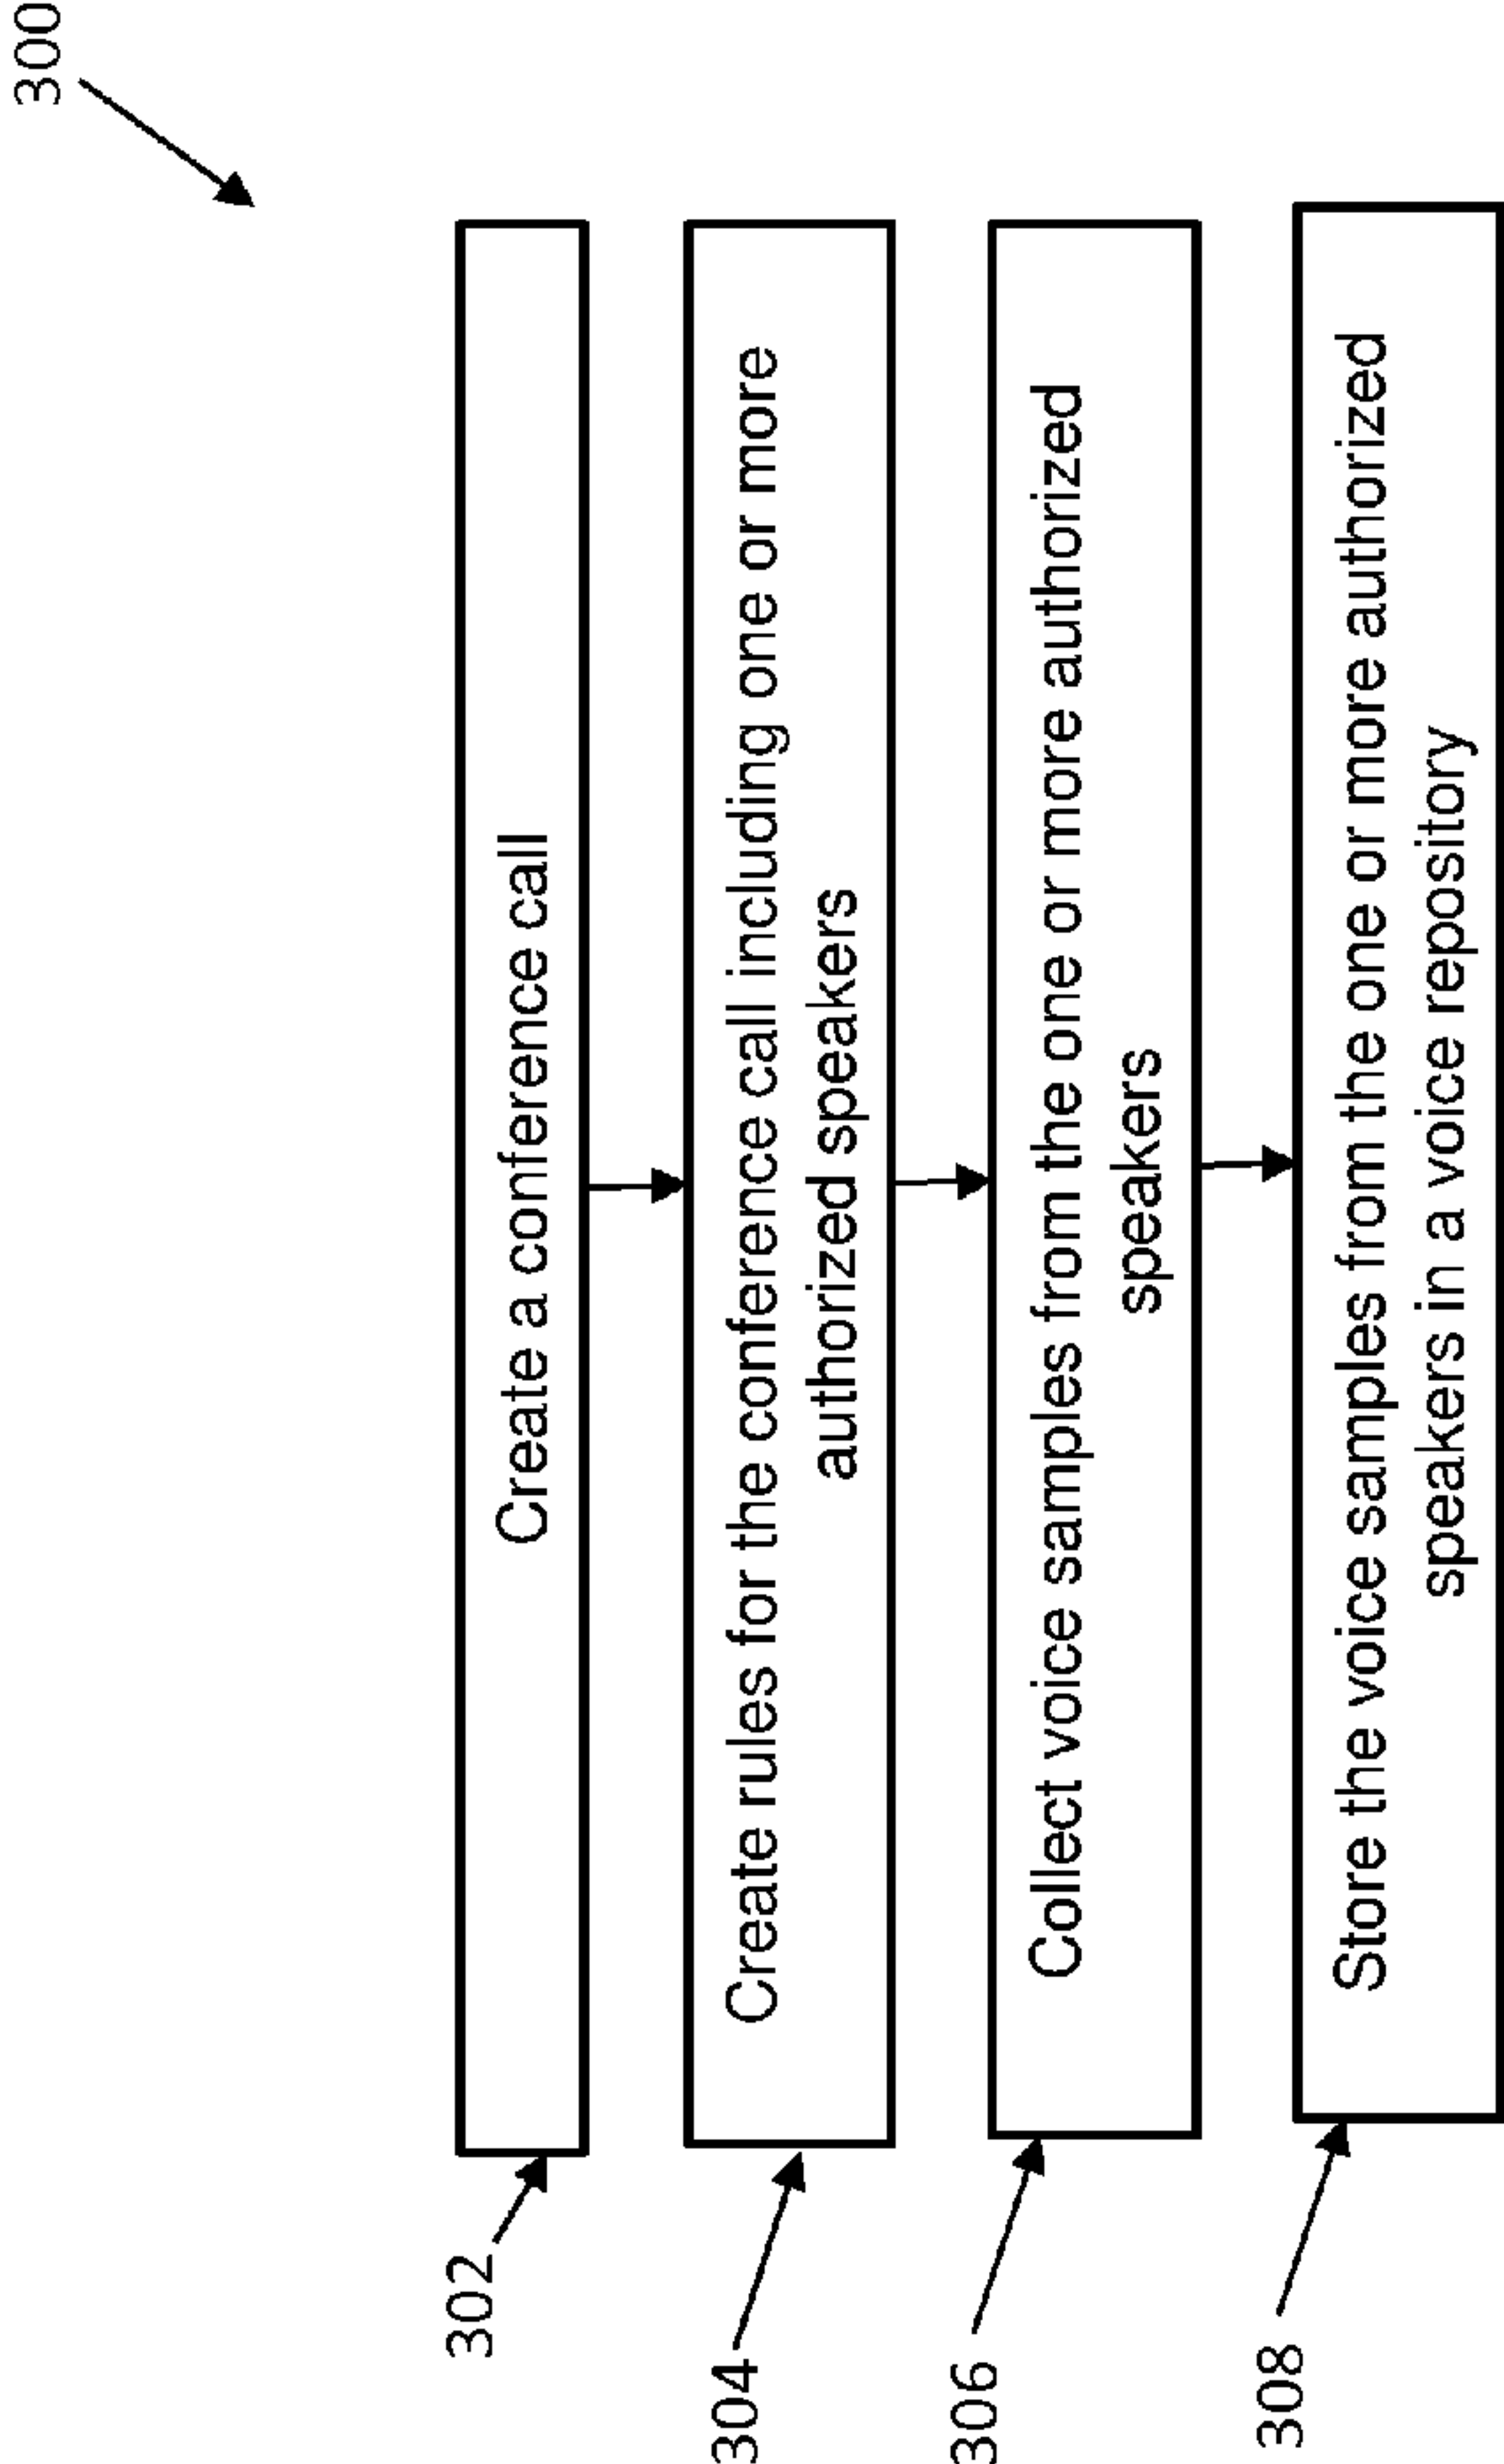 300
302
Create a conference call
304
Create rules for the conference call including one or more
authorized speakers
306
Collect voice samples from the one or more authorized
speakers
308
Store the voice samples from the one or more authorized
speakers in a voice repository